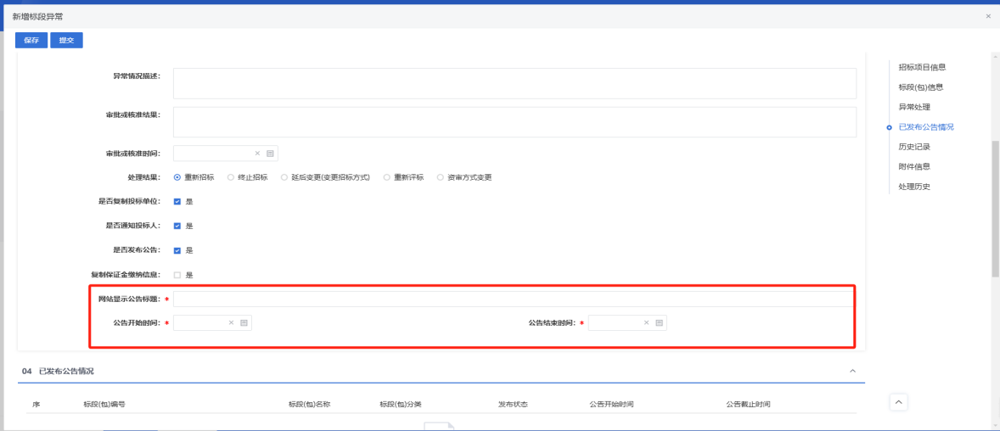 新增标段异常
保存 提交
异常情况描述：
审批或核准结果：
审批或核准时间：
处理结果： 重新招标 终止招标 延后变更(变更招标方式) 重新评标 资审方式变更
是否复制投标单位： 是
是否通知投标人： 是
是否发布公告： 是
复制保证金缴纳信息： 是
网站显示公告标题： *
公告开始时间： * 公告结束时间： *
04 已发布公告情况
序 标段(包)编号 标段(包)名称 标段(包)分类 发布状态 公告开始时间 公告截止时间
招标项目信息
标段(包)信息
异常处理
已发布公告情况
历史记录
附件信息
处理历史